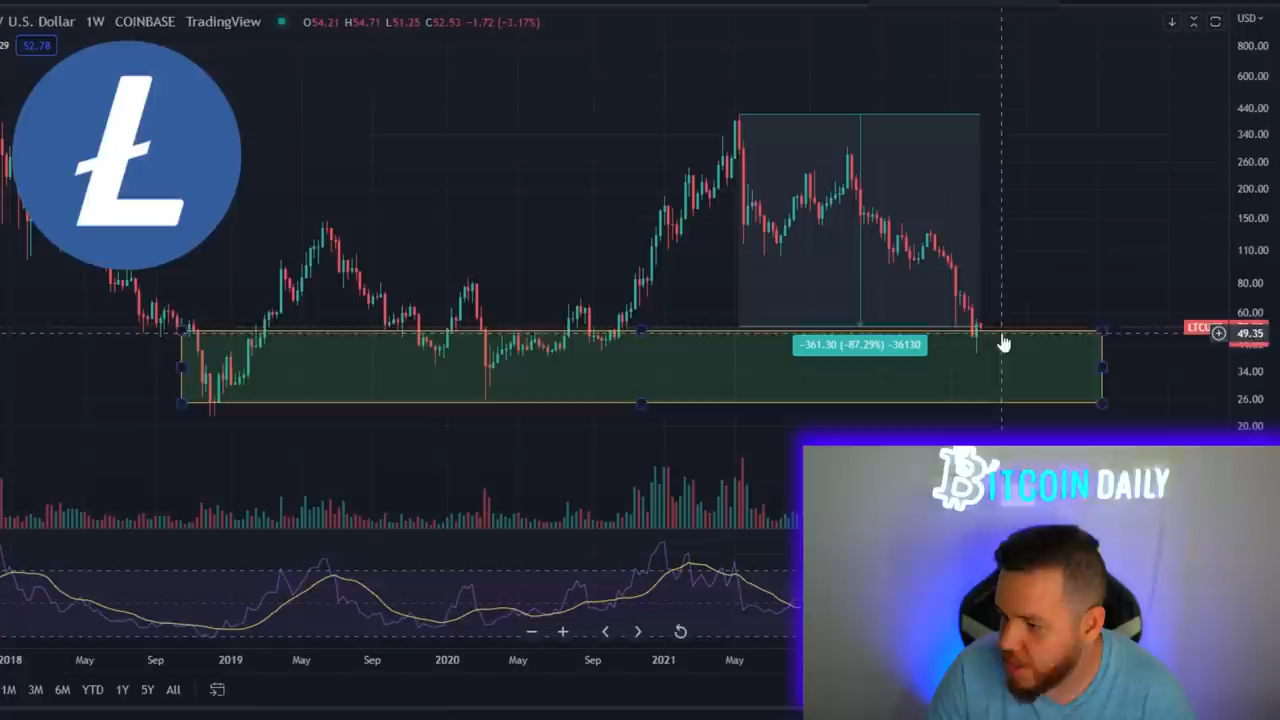 / U.S. Dollar 1W COINBASE TradingView O54.21 H54.71 L51.25 C52.53 −1.72 (−3.17%)
29 52.78
USD
800.00
600.00
440.00
340.00
260.00
200.00
150.00
110.00
80.00
60.00
LTCU
49.35
-361.30 (-87.29%) -36130
34.00
26.00
20.00
BITCOIN DAILY
2018 May Sep 2019 May Sep 2020 May Sep 2021 May
1M 3M 6M YTD 1Y 5Y All